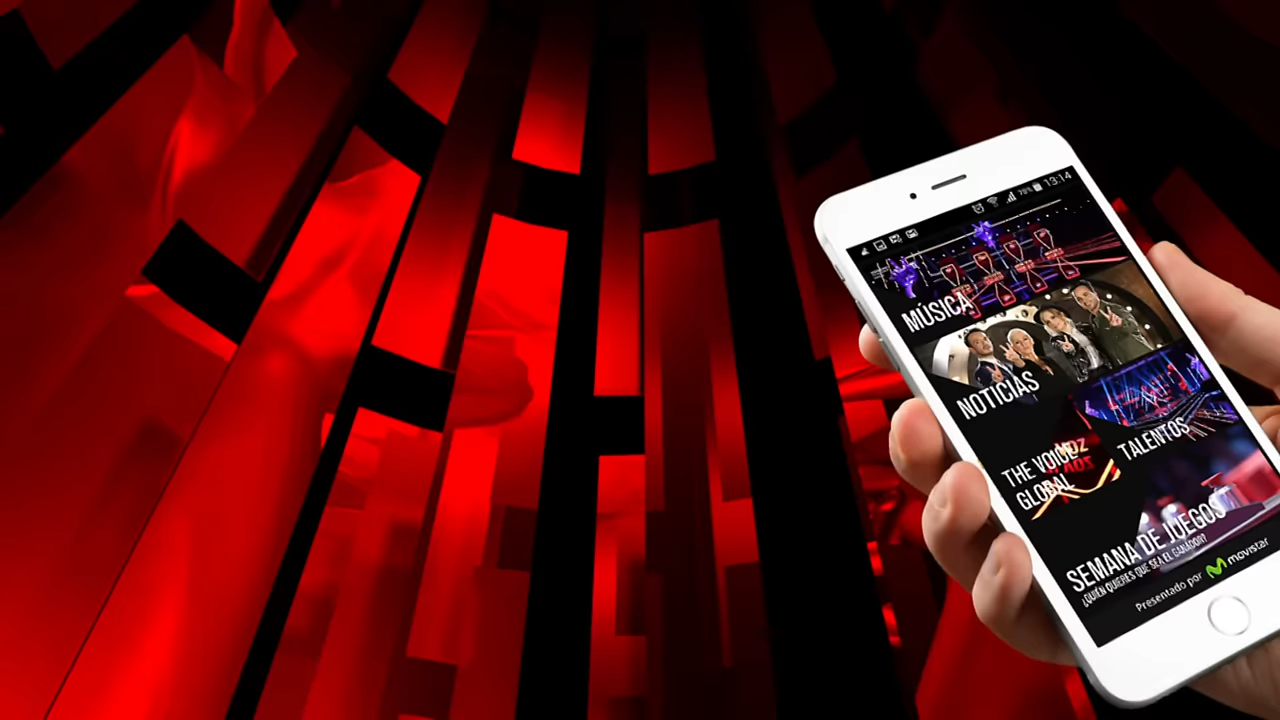 78% 13:14
MÚSICA
NOTICIAS
TALENTOS
THE VOICE
GLOBAL
SEMANA DE JUEGOS
¿QUIÉN QUIERES QUE SEA EL GANADOR?
Presentado por movistar